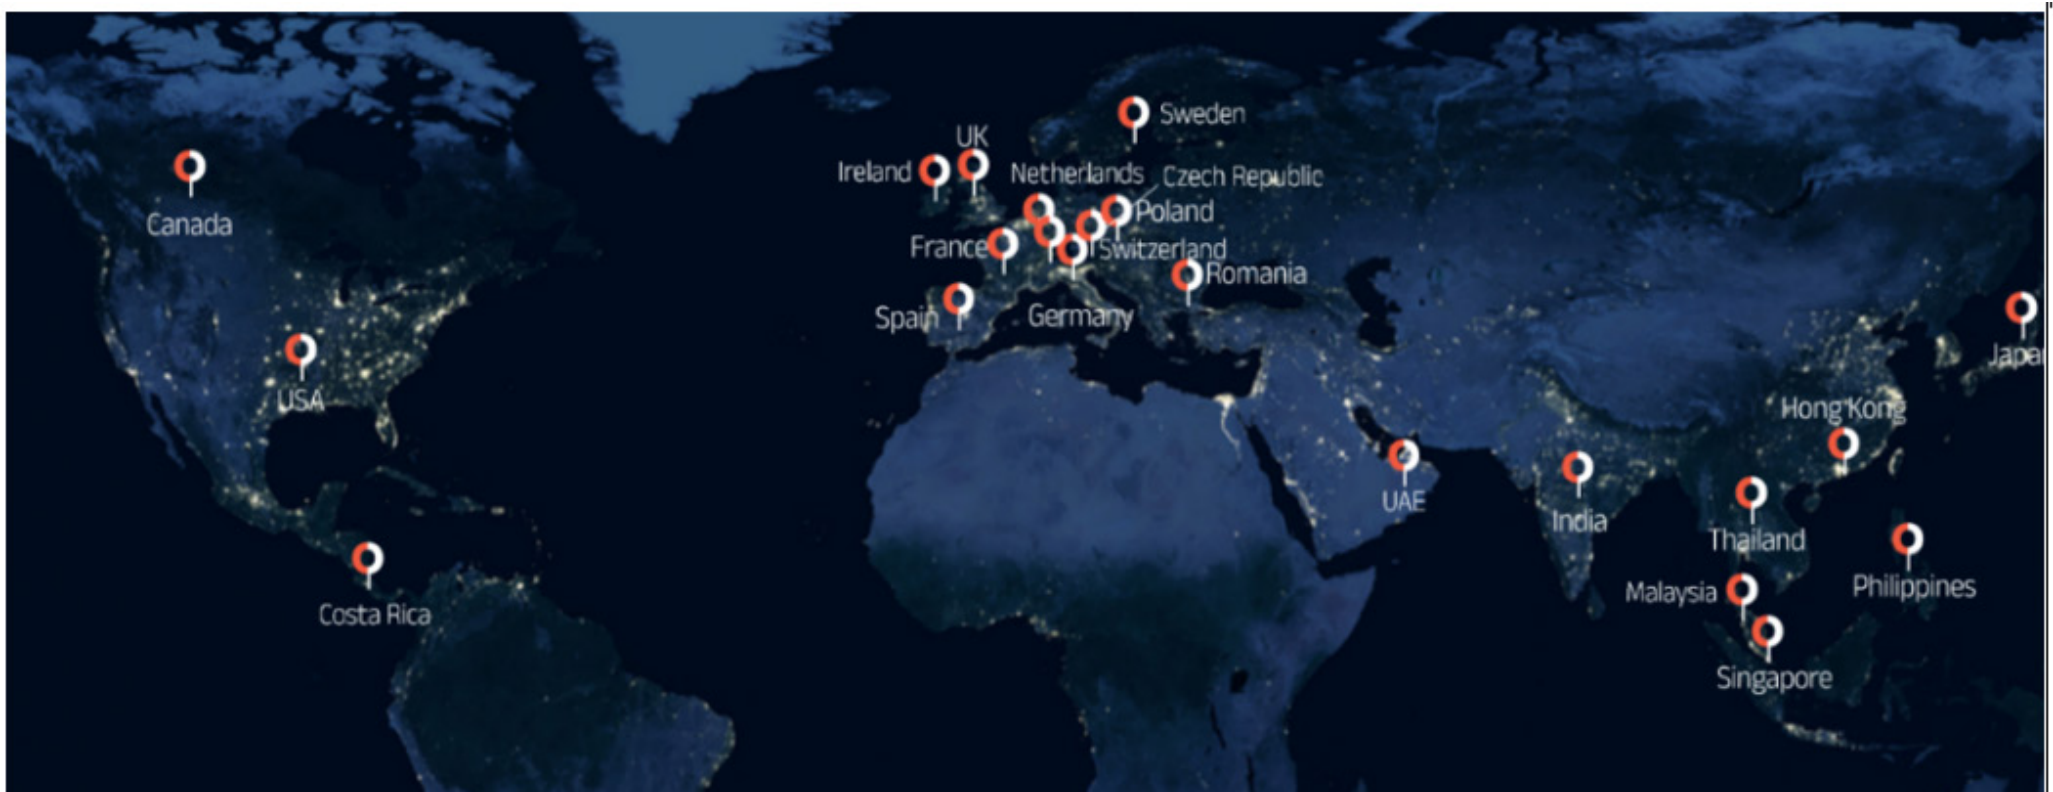 Sweden
UK
Ireland
Netherlands
Czech Republic
Canada
Poland
France
Switzerland
Romania
Spain
Germany
USA
Japa
Hong Kong
UAE
India
Thailand
Malaysia
Philippines
Costa Rica
Singapore